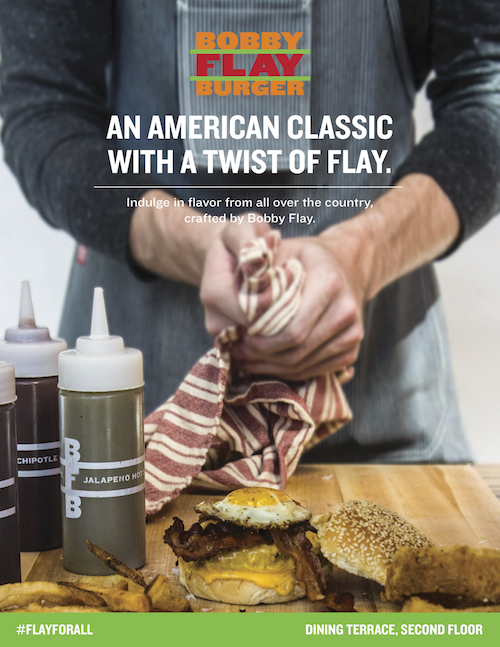 BOBBY
FLAY
BURGER
AN AMERICAN CLASSIC
WITH A TWIST OF FLAY.
Indulge in flavor from all over the country,
crafted by Bobby Flay.
CHIPOTLE
BFB
JALAPENO HOT
#FLAYFORALL
DINING TERRACE, SECOND FLOOR